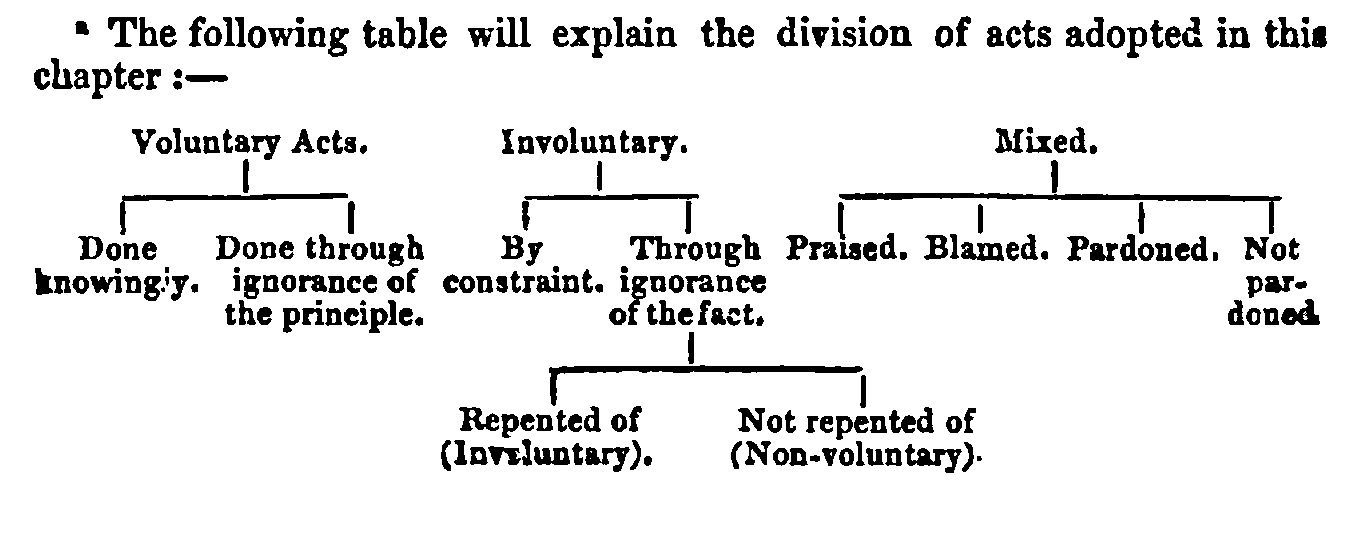 a The following table will explain the division of acts adopted in this
chapter :—
Voluntary Acts. Involuntary. Mixed.
Done Done through By Through Praised. Blamed. Pardoned. Not
knowingly. ignorance of constraint. ignorance par-
the principle. of the fact. doned
Repented of Not repented of
(Involuntary). (Non-voluntary).